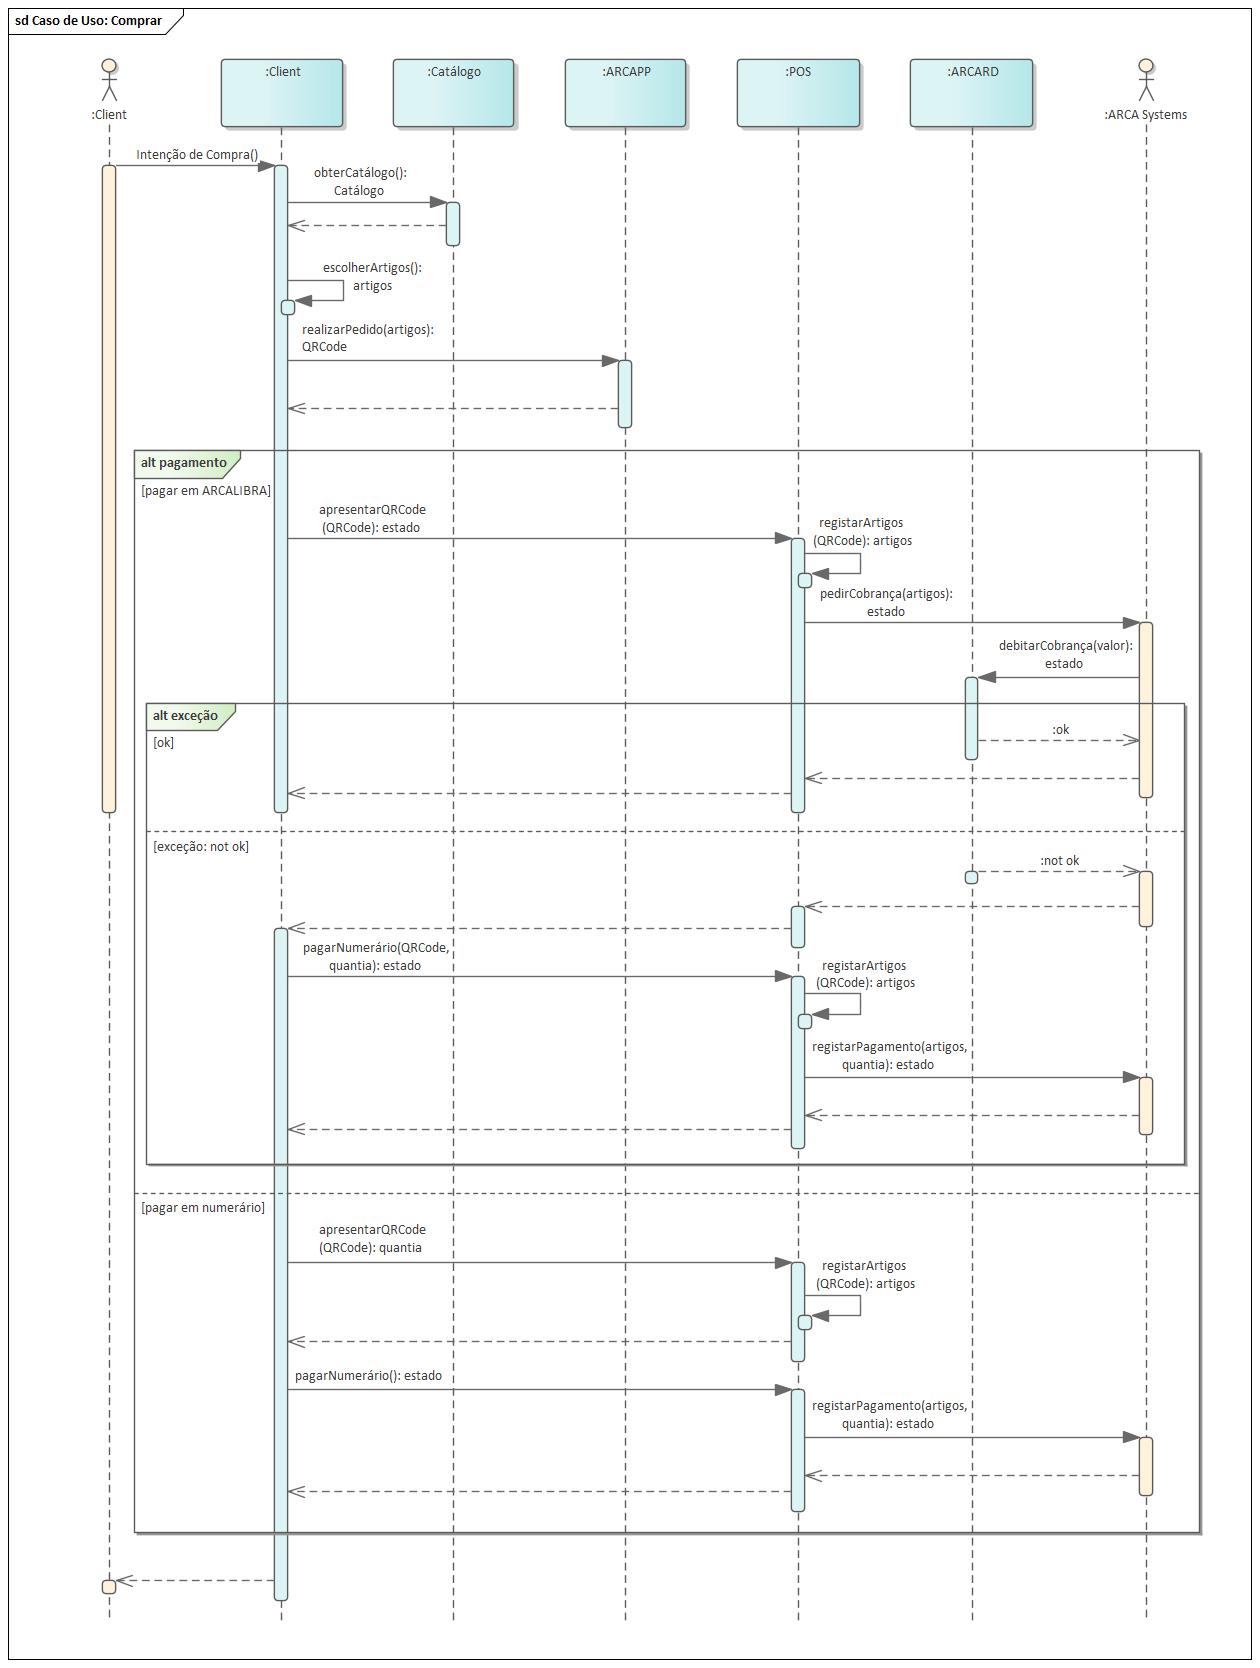 sd Caso de Uso: Comprar
:Client
:Client
:Catálogo
:ARCAPP
:POS
:ARCARD
:ARCA Systems
Intenção de Compra()
obterCatálogo():
Catálogo
escolherArtigos():
artigos
realizarPedido(artigos):
QRCode
alt pagamento
[pagar em ARCALIBRA]
apresentarQRCode
(QRCode): estado
registarArtigos
(QRCode): artigos
pedirCobrança(artigos):
estado
debitarCobrança(valor):
estado
alt exceção
[ok]
:ok
[exceção: not ok]
:not ok
pagarNumerário(QRCode,
quantia): estado
registarArtigos
(QRCode): artigos
registarPagamento(artigos,
quantia): estado
[pagar em numerário]
apresentarQRCode
(QRCode): quantia
registarArtigos
(QRCode): artigos
pagarNumerário(): estado
registarPagamento(artigos,
quantia): estado